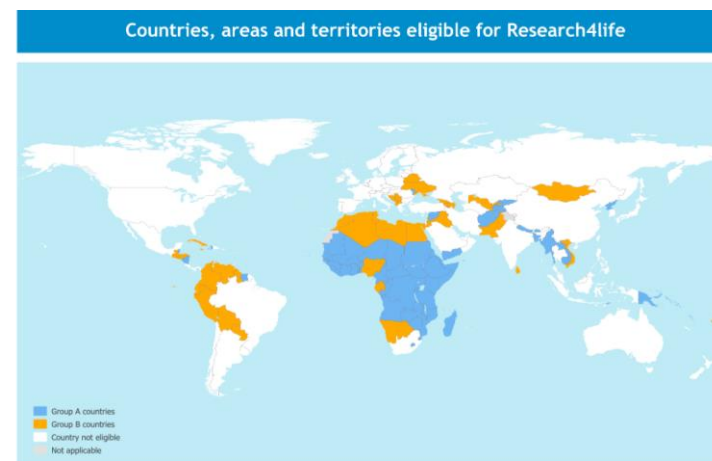 Countries, areas and territories eligible for Research4life
Group A countries
Group B countries
Country not eligible
Not applicable